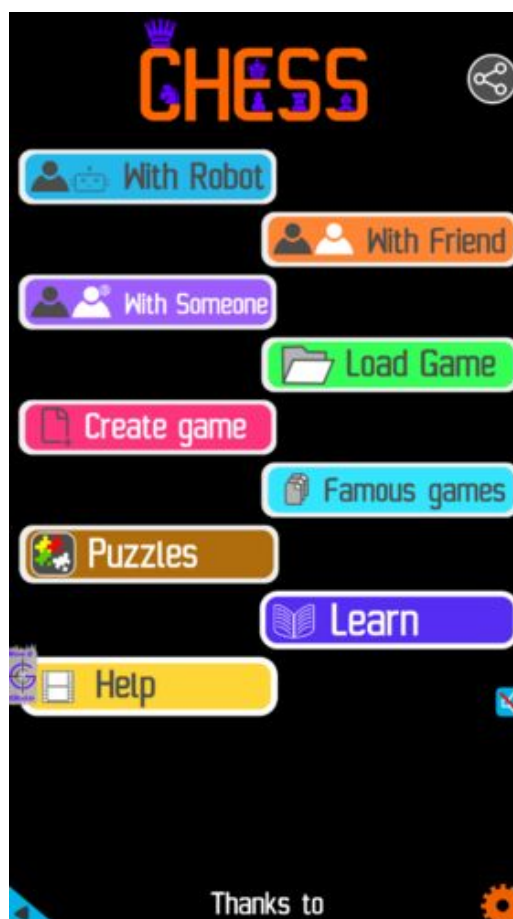 CHESS
With Robot
With Friend
With Someone
Load Game
Create game
Famous games
Puzzles
Learn
Help
Thanks to